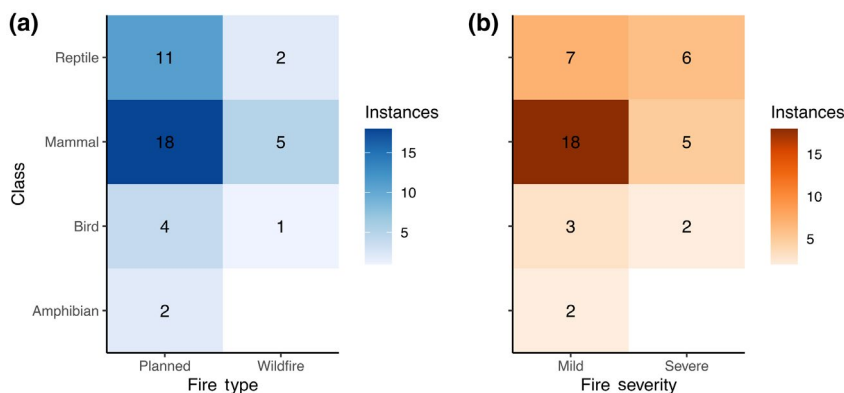 (a)
Class
Reptile
Mammal
Bird
Amphibian
11
2
18
5
4
1
2
Planned
Wildfire
Fire type
Instances
15
10
5
(b)
7
6
18
5
3
2
2
Mild
Severe
Fire severity
Instances
15
10
5